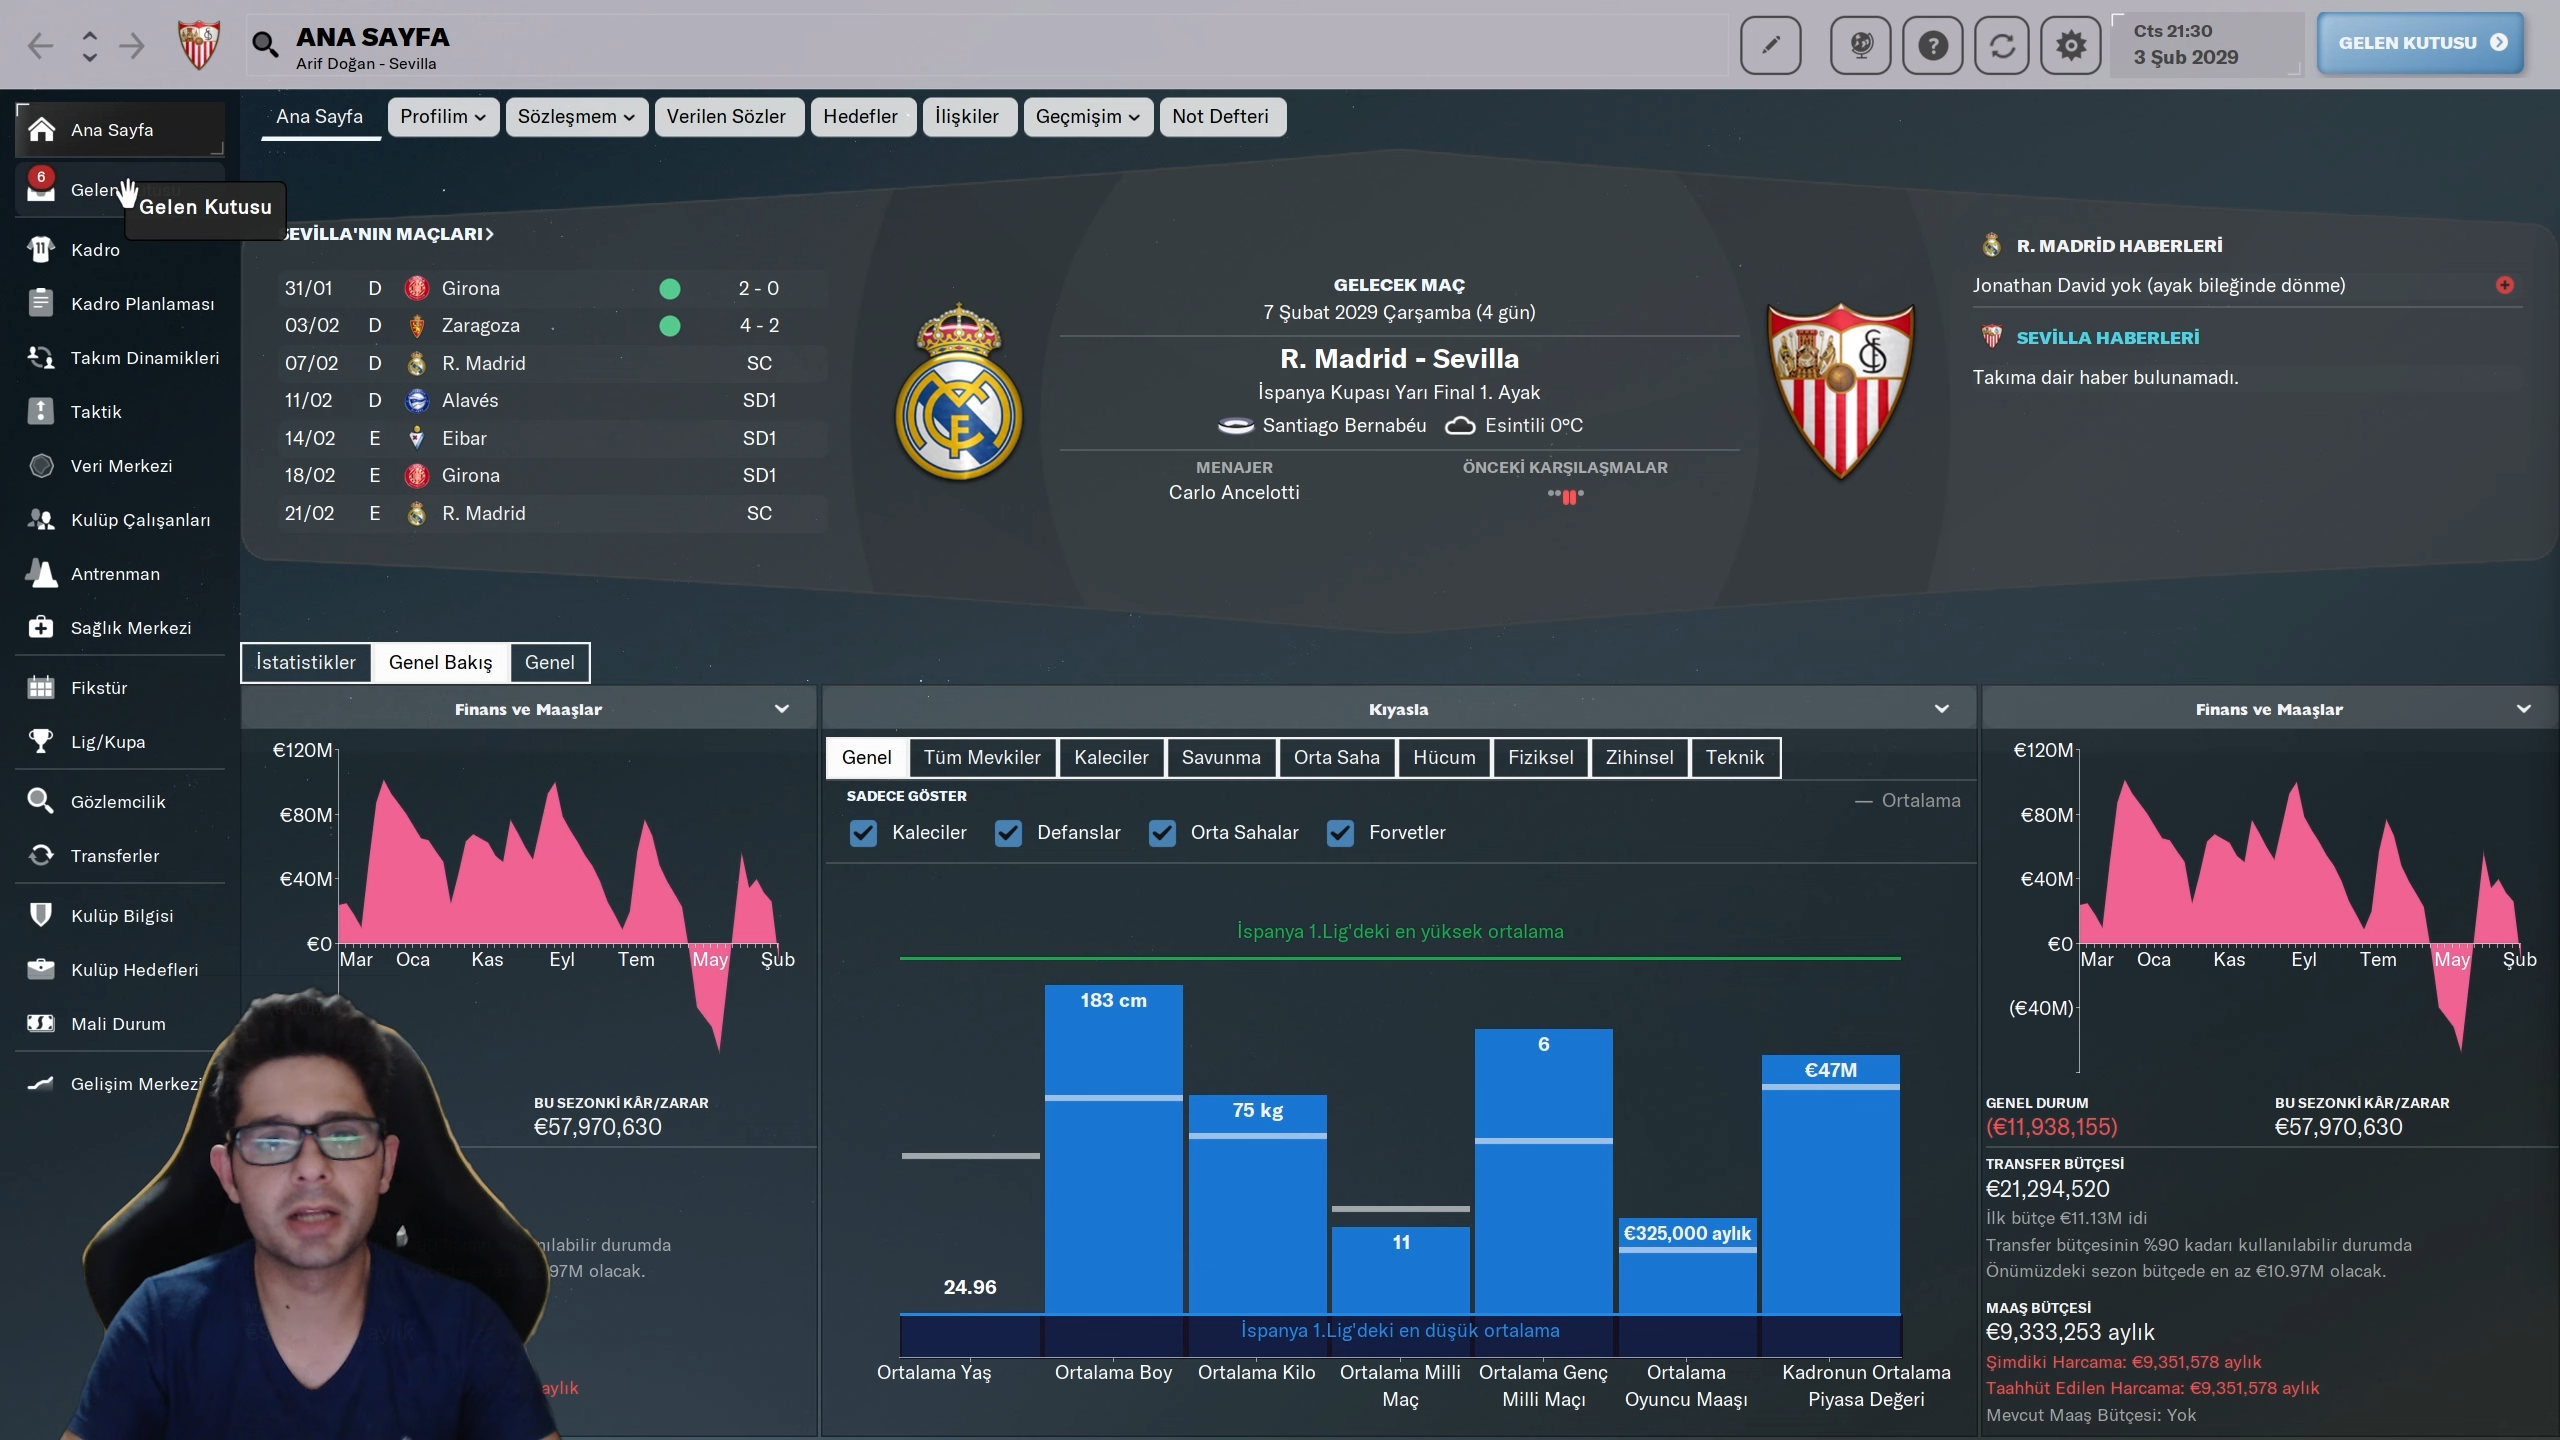 ANA SAYFA
Arif Doğan - Sevilla
Cts 21:30
3 Şub 2029
GELEN KUTUSU
Ana Sayfa
Profilim
Sözleşmem
Verilen Sözler
Hedefler
İlişkiler
Geçmişim
Not Defteri
Ana Sayfa
6
Gelen Kutusu
Gelen Kutusu
Kadro
Kadro Planlaması
Takım Dinamikleri
Taktik
Veri Merkezi
Kulüp Çalışanları
Antrenman
Sağlık Merkezi
Fikstür
Lig/Kupa
Gözlemcilik
Transferler
Kulüp Bilgisi
Kulüp Hedefleri
Mali Durum
Gelişim Merkezi
SEVİLLA'NIN MAÇLARI
31/01 D Girona 2 - 0
03/02 D Zaragoza 4 - 2
07/02 D R. Madrid SC
11/02 D Alavés SD1
14/02 E Eibar SD1
18/02 E Girona SD1
21/02 E R. Madrid SC
GELECEK MAÇ
7 Şubat 2029 Çarşamba (4 gün)
R. Madrid - Sevilla
İspanya Kupası Yarı Final 1. Ayak
Santiago Bernabéu Esintili 0°C
MENAJER
Carlo Ancelotti
ÖNCEKİ KARŞILAŞMALAR
R. MADRİD HABERLERİ
Jonathan David yok (ayak bileğinde dönme)
SEVİLLA HABERLERİ
Takıma dair haber bulunamadı.
İstatistikler
Genel Bakış
Genel
Finans ve Maaşlar
€120M
€80M
€40M
€0
Mar Oca Kas Eyl Tem May Şub
BU SEZONKİ KÂR/ZARAR
€57,970,630
nılabilir durumda
97M olacak.
aylık
Kıyasla
Genel
Tüm Mevkiler
Kaleciler
Savunma
Orta Saha
Hücum
Fiziksel
Zihinsel
Teknik
SADECE GÖSTER
Ortalama
Kaleciler
Defanslar
Orta Sahalar
Forvetler
İspanya 1.Lig'deki en yüksek ortalama
24.96
183 cm
75 kg
11
6
€325,000 aylık
€47M
İspanya 1.Lig'deki en düşük ortalama
Ortalama Yaş
Ortalama Boy
Ortalama Kilo
Ortalama Milli
Maç
Ortalama Genç
Milli Maçı
Ortalama
Oyuncu Maaşı
Kadronun Ortalama
Piyasa Değeri
Finans ve Maaşlar
€120M
€80M
€40M
€0
(€40M)
Mar Oca Kas Eyl Tem May Şub
GENEL DURUM
(€11,938,155)
BU SEZONKİ KÂR/ZARAR
€57,970,630
TRANSFER BÜTÇESİ
€21,294,520
İlk bütçe €11.13M idi
Transfer bütçesinin %90 kadarı kullanılabilir durumda
Önümüzdeki sezon bütçede en az €10.97M olacak.
MAAŞ BÜTÇESİ
€9,333,253 aylık
Şimdiki Harcama: €9,351,578 aylık
Taahhüt Edilen Harcama: €9,351,578 aylık
Mevcut Maaş Bütçesi: Yok